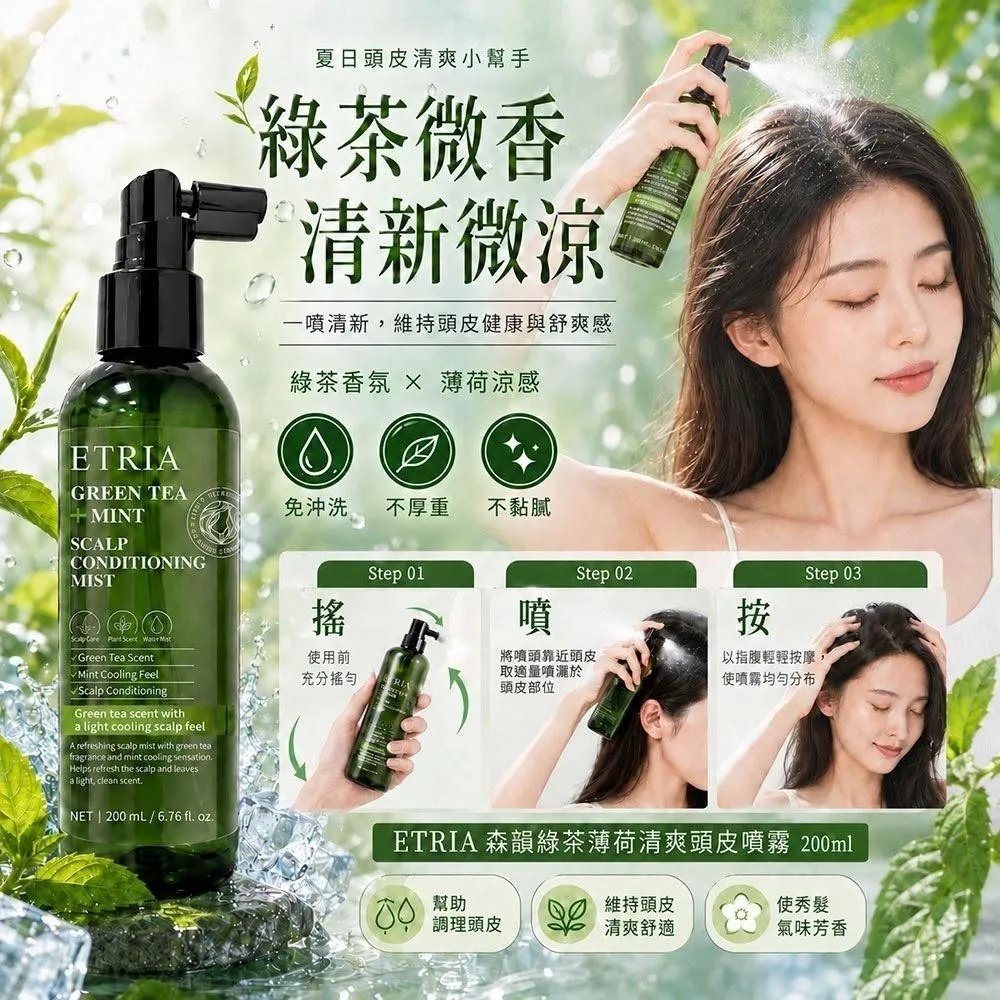 夏日頭皮清爽小幫手
綠茶微香
清新微涼
一噴清新，維持頭皮健康與舒爽感
綠茶香氛 × 薄荷涼感
免沖洗
不厚重
不黏膩
ETRIA
GREEN TEA
+ MINT
SCALP
CONDITIONING
MIST
Scalp Care
Plant Scent
Water Mist
✓Green Tea Scent
✓Mint Cooling Feel
✓Scalp Conditioning
Green tea scent with
a light cooling scalp feel
A refreshing scalp mist with green tea
fragrance and mint cooling sensation.
Helps refresh the scalp and leaves
a light, clean scent.
NET | 200 mL / 6.76 fl. oz.
Step 01
搖
使用前
充分搖勻
ETRIA
Step 02
噴
將噴頭靠近頭皮
取適量噴灑於
頭皮部位
Step 03
按
以指腹輕輕按摩，
使噴霧均勻分布
ETRIA 森韻綠茶薄荷清爽頭皮噴霧 200ml
幫助
調理頭皮
維持頭皮
清爽舒適
使秀髮
氣味芳香